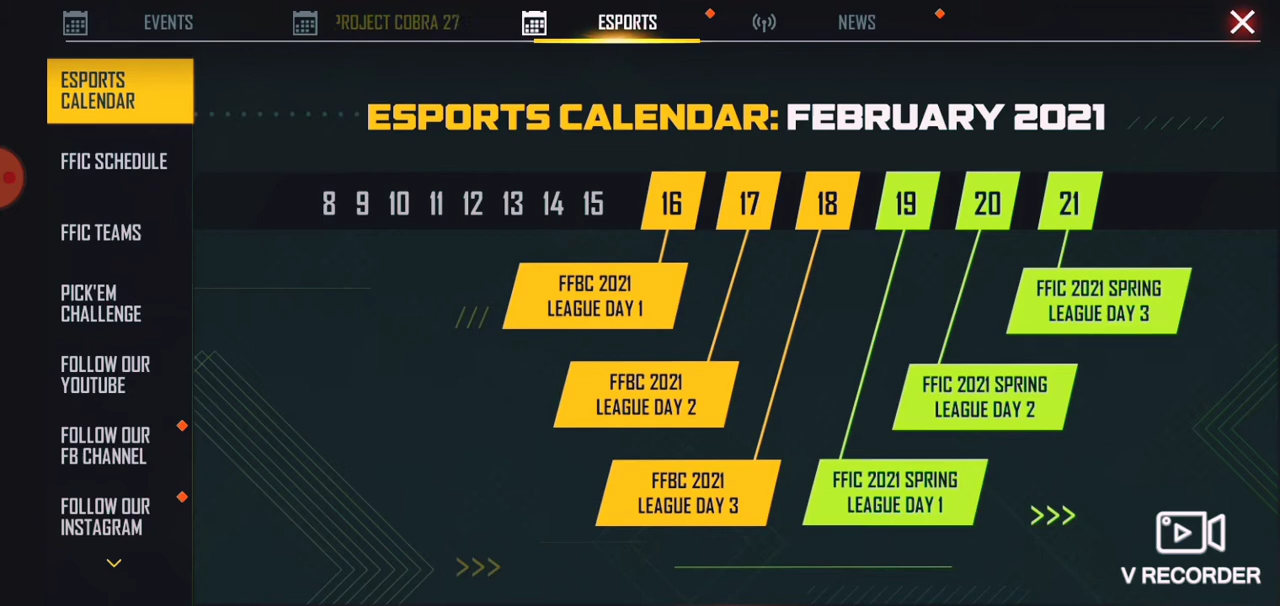 EVENTS
PROJECT COBRA 27
ESPORTS
NEWS
ESPORTS
CALENDAR
FFIC SCHEDULE
FFIC TEAMS
PICK'EM
CHALLENGE
FOLLOW OUR
YOUTUBE
FOLLOW OUR
FB CHANNEL
FOLLOW OUR
INSTAGRAM
ESPORTS CALENDAR: FEBRUARY 2021
8 9 10 11 12 13 14 15 16 17 18 19 20 21
FFBC 2021
LEAGUE DAY 1
FFIC 2021 SPRING
LEAGUE DAY 3
FFBC 2021
LEAGUE DAY 2
FFIC 2021 SPRING
LEAGUE DAY 2
FFBC 2021
LEAGUE DAY 3
FFIC 2021 SPRING
LEAGUE DAY 1
V RECORDER